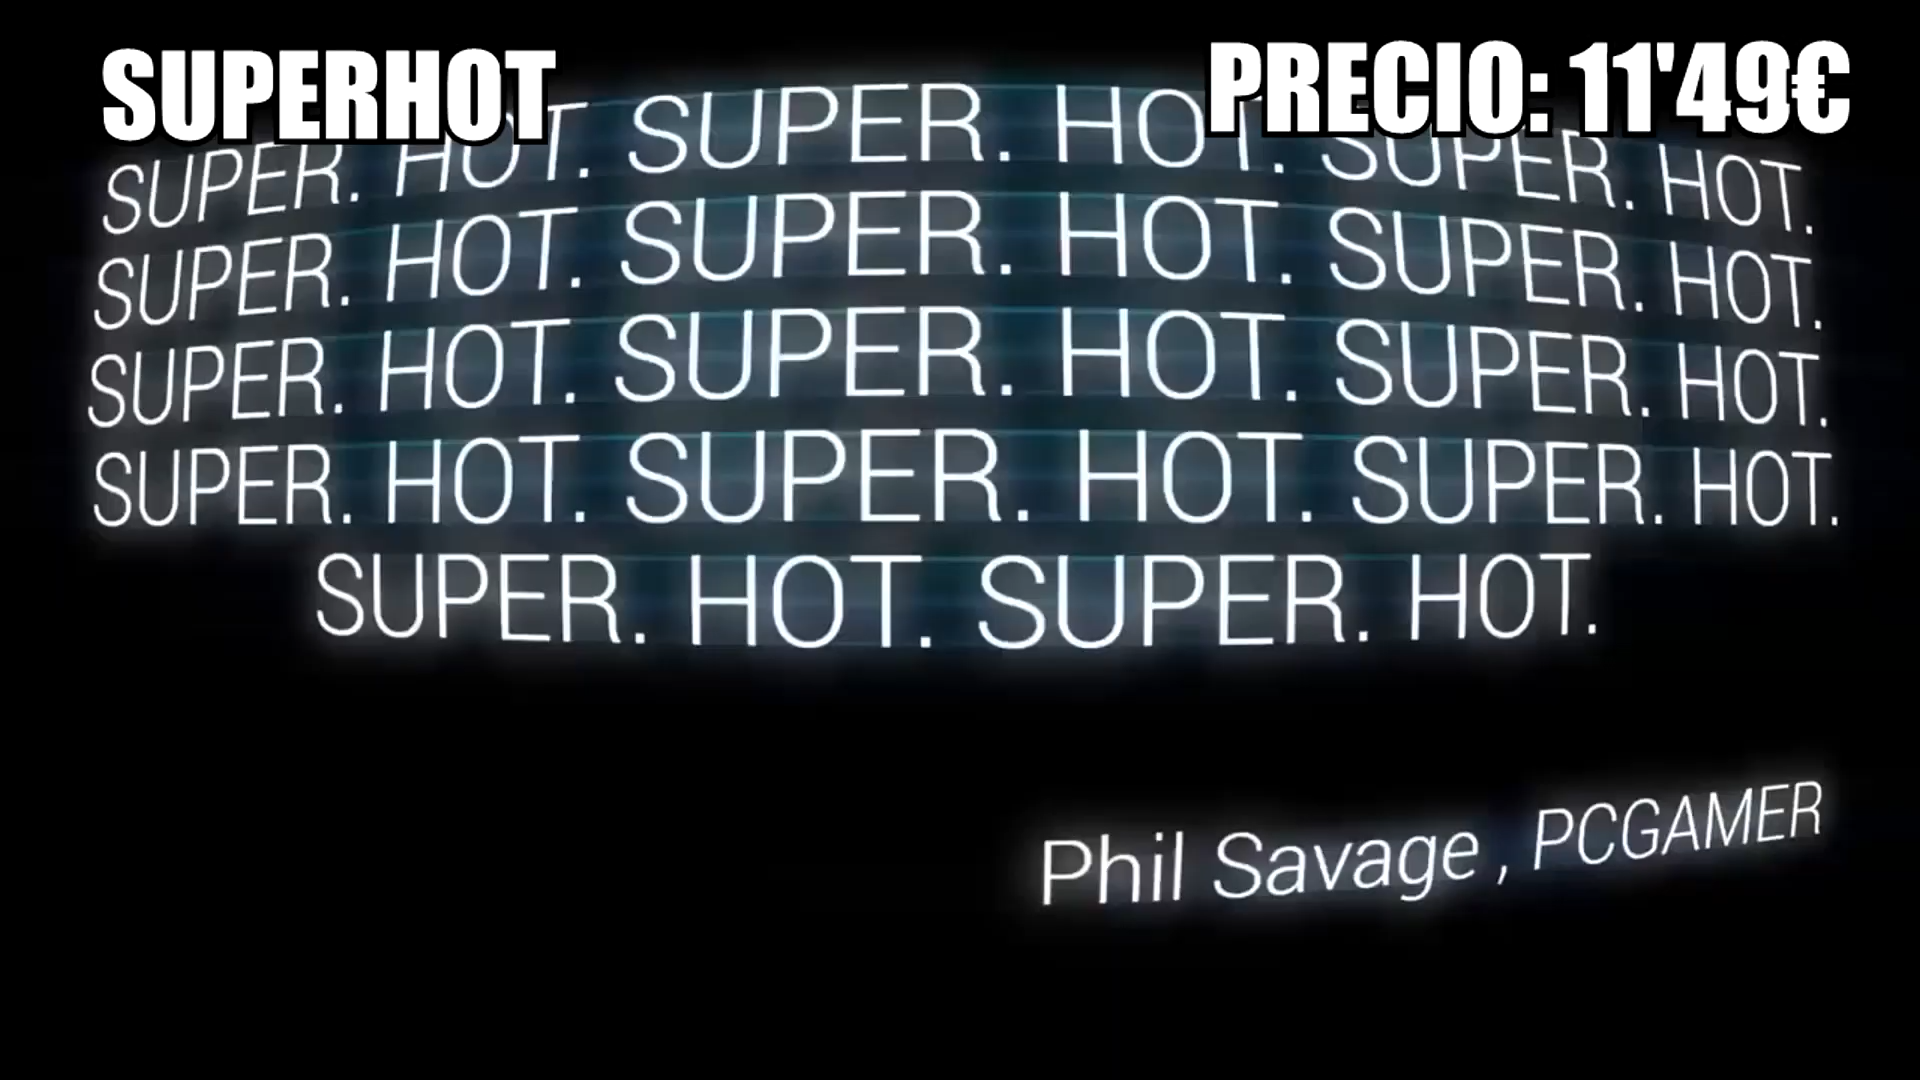 SUPERHOT
PRECIO: 11'49€
SUPER. HOT. SUPER. HOT. SUPER. HOT.
SUPER. HOT. SUPER. HOT. SUPER. HOT.
SUPER. HOT. SUPER. HOT. SUPER. HOT.
SUPER. HOT. SUPER. HOT. SUPER. HOT.
SUPER. HOT. SUPER. HOT.
Phil Savage , PCGAMER